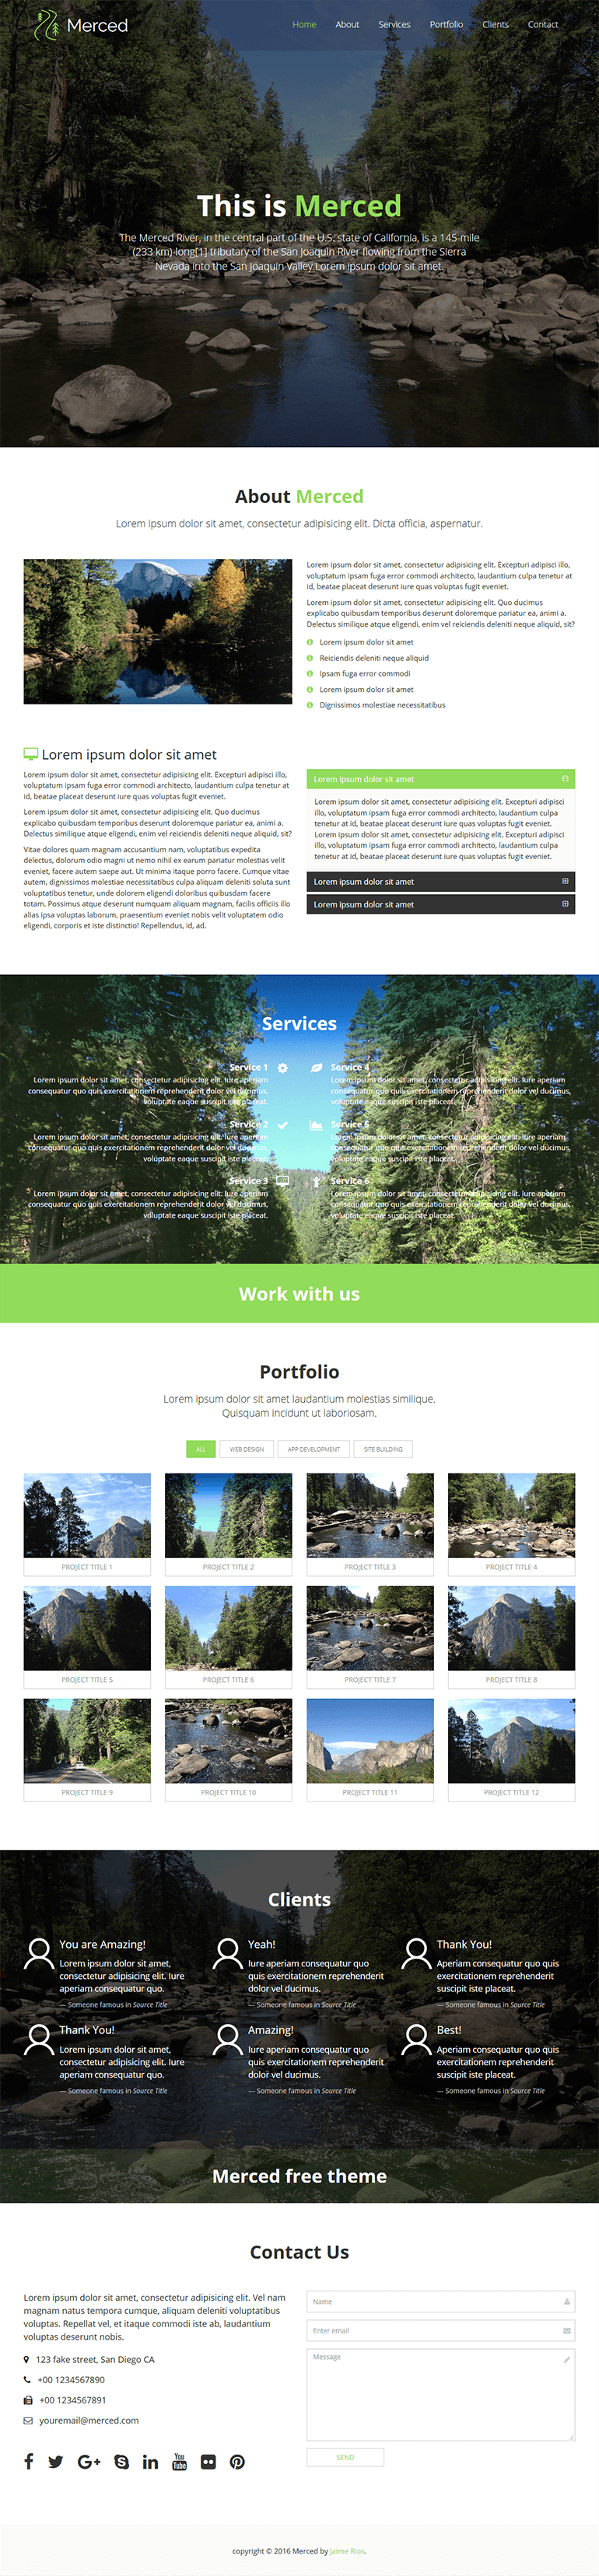 Merced
Home About Services Portfolio Clients Contact
This is Merced
The Merced River, in the central part of the U.S. state of California, is a 145-mile
(233 km)-long[1] tributary of the San Joaquin River flowing from the Sierra
Nevada into the San Joaquin Valley.Lorem ipsum dolor sit amet.
About Merced
Lorem ipsum dolor sit amet, consectetur adipisicing elit. Dicta officia, aspernatur.
Lorem ipsum dolor sit amet, consectetur adipisicing elit. Excepturi adipisci illo,
voluptatum ipsam fuga error commodi architecto, laudantium culpa tenetur at
id, beatae placeat deserunt iure quas voluptas fugit eveniet.
Lorem ipsum dolor sit amet, consectetur adipisicing elit. Quo ducimus
explicabo quibusdam temporibus deserunt doloremque pariatur ea, animi a.
Delectus similique atque eligendi, enim vel reiciendis deleniti neque aliquid, sit?
Lorem ipsum dolor sit amet
Reiciendis deleniti neque aliquid
Ipsam fuga error commodi
Lorem ipsum dolor sit amet
Dignissimos molestiae necessitatibus
Lorem ipsum dolor sit amet
Lorem ipsum dolor sit amet, consectetur adipisicing elit. Excepturi adipisci illo,
voluptatum ipsam fuga error commodi architecto, laudantium culpa tenetur at
id, beatae placeat deserunt iure quas voluptas fugit eveniet.
Lorem ipsum dolor sit amet, consectetur adipisicing elit. Quo ducimus
explicabo quibusdam temporibus deserunt doloremque pariatur ea, animi a.
Delectus similique atque eligendi, enim vel reiciendis deleniti neque aliquid, sit?
Vitae dolores quam magnam accusantium nam, voluptatibus expedita
delectus, dolorum odio magni ut nemo nihil ex earum pariatur molestias velit
eveniet, facere autem saepe aut. Ut minima itaque porro facere. Cumque vitae
autem, dignissimos molestiae necessitatibus culpa aliquam deleniti soluta sunt
voluptatibus tenetur, unde dolorem eligendi doloribus quibusdam facere
totam. Possimus atque deserunt numquam aliquam magnam, facilis officiis illo
alias ipsa voluptas laborum, praesentium eveniet nobis velit voluptatem odio
eligendi, corporis et iste distinctio! Repellendus, id, ad.
Lorem ipsum dolor sit amet
Lorem ipsum dolor sit amet, consectetur adipisicing elit. Excepturi adipisci
illo, voluptatum ipsam fuga error commodi architecto, laudantium culpa
tenetur at id, beatae placeat deserunt iure quas voluptas fugit eveniet.
Lorem ipsum dolor sit amet, consectetur adipisicing elit. Excepturi adipisci
illo, voluptatum ipsam fuga error commodi architecto, laudantium culpa
tenetur at id, beatae placeat deserunt iure quas voluptas fugit eveniet.
Lorem ipsum dolor sit amet
Lorem ipsum dolor sit amet
Services
Service 1
Lorem ipsum dolor sit amet, consectetur adipisicing elit. Iure aperiam
consequatur quo quis exercitationem reprehenderit dolor vel ducimus,
voluptate eaque suscipit iste placeat.
Service 2
Lorem ipsum dolor sit amet, consectetur adipisicing elit. Iure aperiam
consequatur quo quis exercitationem reprehenderit dolor vel ducimus,
voluptate eaque suscipit iste placeat.
Service 3
Lorem ipsum dolor sit amet, consectetur adipisicing elit. Iure aperiam
consequatur quo quis exercitationem reprehenderit dolor vel ducimus,
voluptate eaque suscipit iste placeat.
Service 4
Lorem ipsum dolor sit amet, consectetur adipisicing elit. Iure aperiam
consequatur quo quis exercitationem reprehenderit dolor vel ducimus,
voluptate eaque suscipit iste placeat.
Service 5
Lorem ipsum dolor sit amet, consectetur adipisicing elit. Iure aperiam
consequatur quo quis exercitationem reprehenderit dolor vel ducimus,
voluptate eaque suscipit iste placeat.
Service 6
Lorem ipsum dolor sit amet, consectetur adipisicing elit. Iure aperiam
consequatur quo quis exercitationem reprehenderit dolor vel ducimus,
voluptate eaque suscipit iste placeat.
Work with us
Portfolio
Lorem ipsum dolor sit amet laudantium molestias similique.
Quisquam incidunt ut laboriosam.
ALL WEB DESIGN APP DEVELOPMENT SITE BUILDING
PROJECT TITLE 1 PROJECT TITLE 2 PROJECT TITLE 3 PROJECT TITLE 4
PROJECT TITLE 5 PROJECT TITLE 6 PROJECT TITLE 7 PROJECT TITLE 8
PROJECT TITLE 9 PROJECT TITLE 10 PROJECT TITLE 11 PROJECT TITLE 12
Clients
You are Amazing!
Lorem ipsum dolor sit amet,
consectetur adipisicing elit. Iure
aperiam consequatur quo.
— Someone famous in Source Title
Yeah!
Iure aperiam consequatur quo
quis exercitationem reprehenderit
dolor vel ducimus.
— Someone famous in Source Title
Thank You!
Aperiam consequatur quo quis
exercitationem reprehenderit
suscipit iste placeat.
— Someone famous in Source Title
Thank You!
Lorem ipsum dolor sit amet,
consectetur adipisicing elit. Iure
aperiam consequatur quo.
— Someone famous in Source Title
Amazing!
Iure aperiam consequatur quo
quis exercitationem reprehenderit
dolor vel ducimus.
— Someone famous in Source Title
Best!
Aperiam consequatur quo quis
exercitationem reprehenderit
suscipit iste placeat.
— Someone famous in Source Title
Merced free theme
Contact Us
Lorem ipsum dolor sit amet, consectetur adipisicing elit. Vel nam
magnam natus tempora cumque, aliquam deleniti voluptatibus
voluptas. Repellat vel, et itaque commodi iste ab, laudantium
voluptas deserunt nobis.
123 fake street, San Diego CA
+00 1234567890
+00 1234567891
youremail@merced.com
You Tube
Name
Enter email
Message
SEND
copyright © 2016 Merced by Jaime Rios.